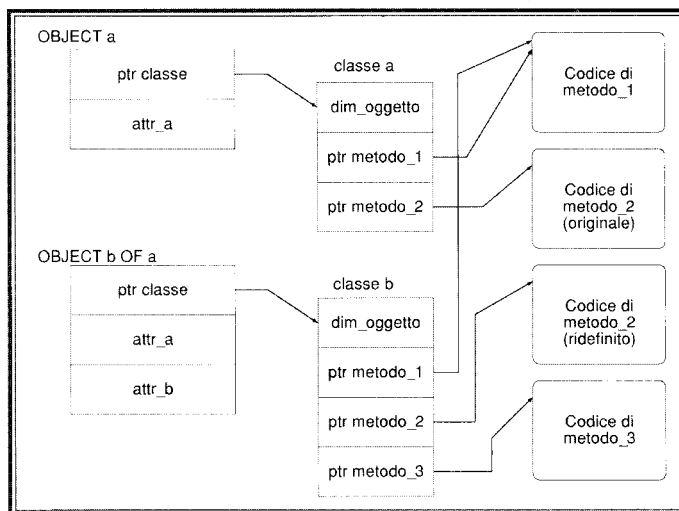 OBJECT a
ptr classe
attr_a
classe a
dim_oggetto
ptr metodo_1
ptr metodo_2
Codice di
metodo_1
Codice di
metodo_2
(originale)
OBJECT b OF a
ptr classe
attr_a
attr_b
classe b
dim_oggetto
ptr metodo_1
ptr metodo_2
ptr metodo_3
Codice di
metodo_2
(ridefinito)
Codice di
metodo_3